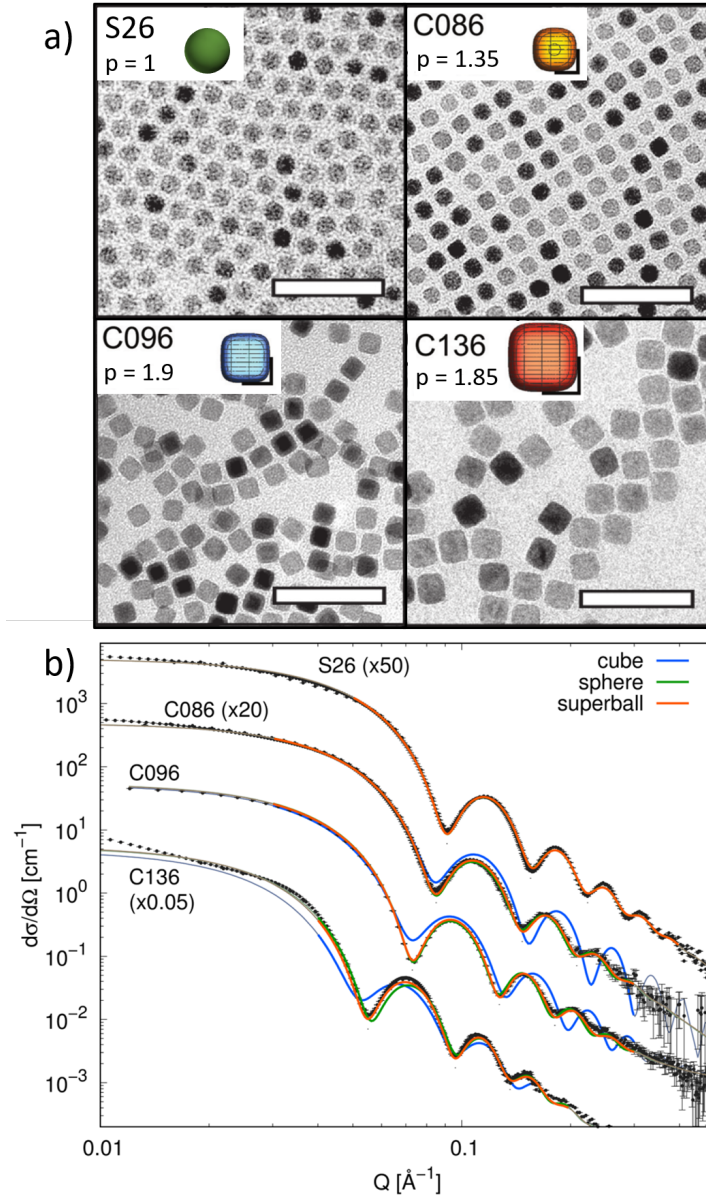 a)
S26
p = 1
C086
p = 1.35
C096
p = 1.9
C136
p = 1.85
b)
S26 (x50)
C086 (x20)
C096
C136
(x0.05)
cube
sphere
superball
10³
10²
10¹
10⁰
10⁻¹
10⁻²
10⁻³
dσ/dΩ [cm⁻¹]
0.01
0.1
Q [Å⁻¹]